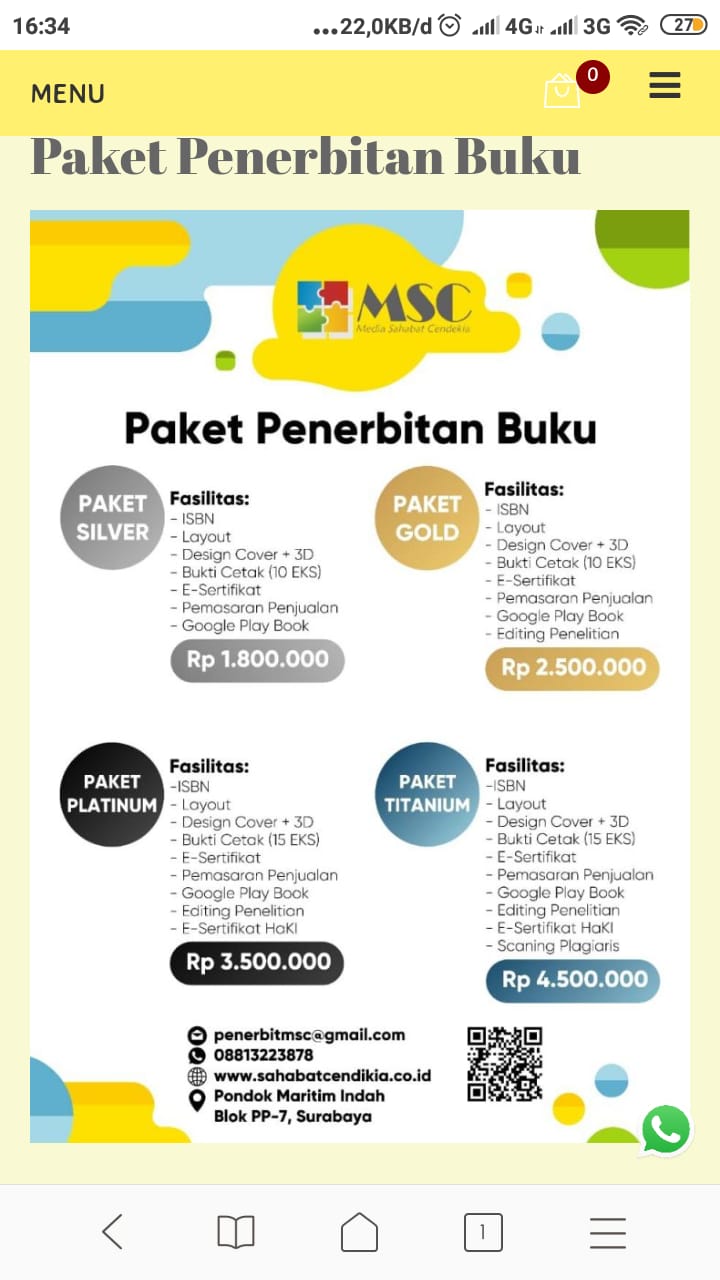 16:34
...22,0KB/d 4G 3G 27
MENU
0
Paket Penerbitan Buku
MSC
Media Sahabat Cendekia
Paket Penerbitan Buku
PAKET
SILVER
Fasilitas:
- ISBN
- Layout
- Design Cover + 3D
- Bukti Cetak (10 EKS)
- E-Sertifikat
- Pemasaran Penjualan
- Google Play Book
Rp 1.800.000
PAKET
GOLD
Fasilitas:
- ISBN
- Layout
- Design Cover + 3D
- Bukti Cetak (10 EKS)
- E-Sertifikat
- Pemasaran Penjualan
- Google Play Book
- Editing Penelitian
Rp 2.500.000
PAKET
PLATINUM
Fasilitas:
-ISBN
- Layout
- Design Cover + 3D
- Bukti Cetak (15 EKS)
- E-Sertifikat
- Pemasaran Penjualan
- Google Play Book
- Editing Penelitian
- E-Sertifikat HaKI
Rp 3.500.000
PAKET
TITANIUM
Fasilitas:
-ISBN
- Layout
- Design Cover + 3D
- Bukti Cetak (15 EKS)
- E-Sertifikat
- Pemasaran Penjualan
- Google Play Book
- Editing Penelitian
- E-Sertifikat HaKI
- Scaning Plagiaris
Rp 4.500.000
penerbitmsc@gmail.com
08813223878
www.sahabatcendikia.co.id
Pondok Maritim Indah
Blok PP-7, Surabaya
1